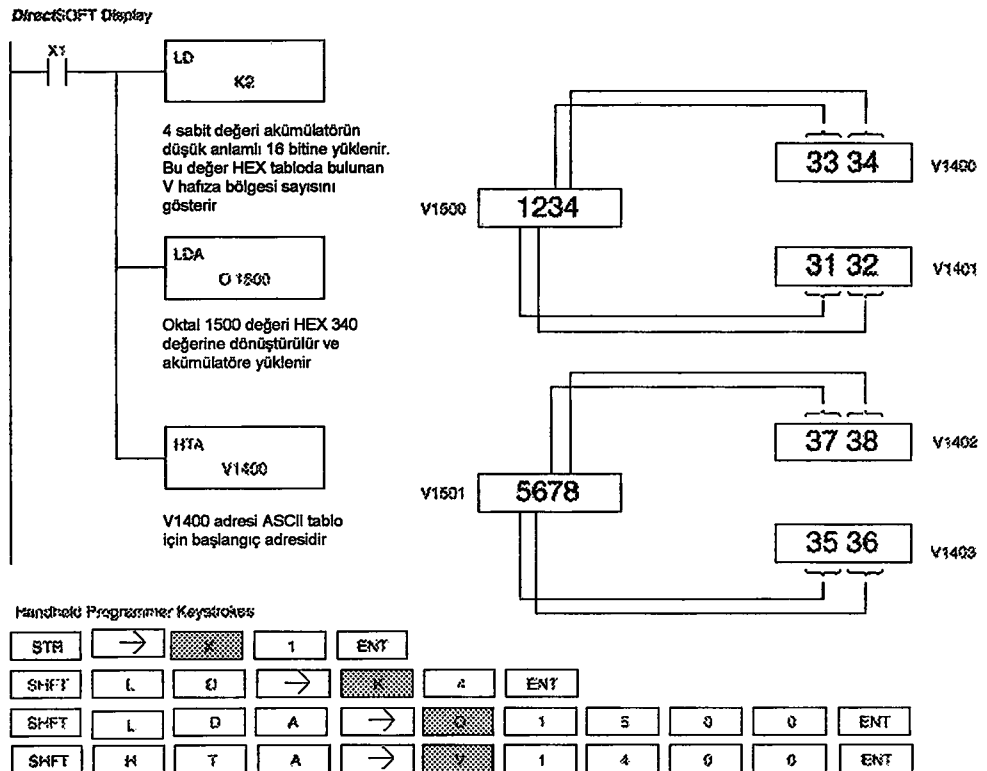 DirectSOFT Display
X1
LD
K2
4 sabit değeri akümülatörün
düşük anlamlı 16 bitine yüklenir.
Bu değer HEX tabloda bulunan
V hafıza bölgesi sayısını
gösterir
LDA
O 1500
Oktal 1500 değeri HEX 340
değerine dönüştürülür ve
akümülatöre yüklenir
HTA
V1400
V1400 adresi ASCII tablo
için başlangıç adresidir
V1500
1234
33 34
V1400
31 32
V1401
V1501
5678
37 38
V1402
35 36
V1403
Handheld Programmer Keystrokes
STR → X 1 ENT
SHFT L D → K 4 ENT
SHFT L D A → O 1 5 0 0 ENT
SHFT H T A → V 1 4 0 0 ENT